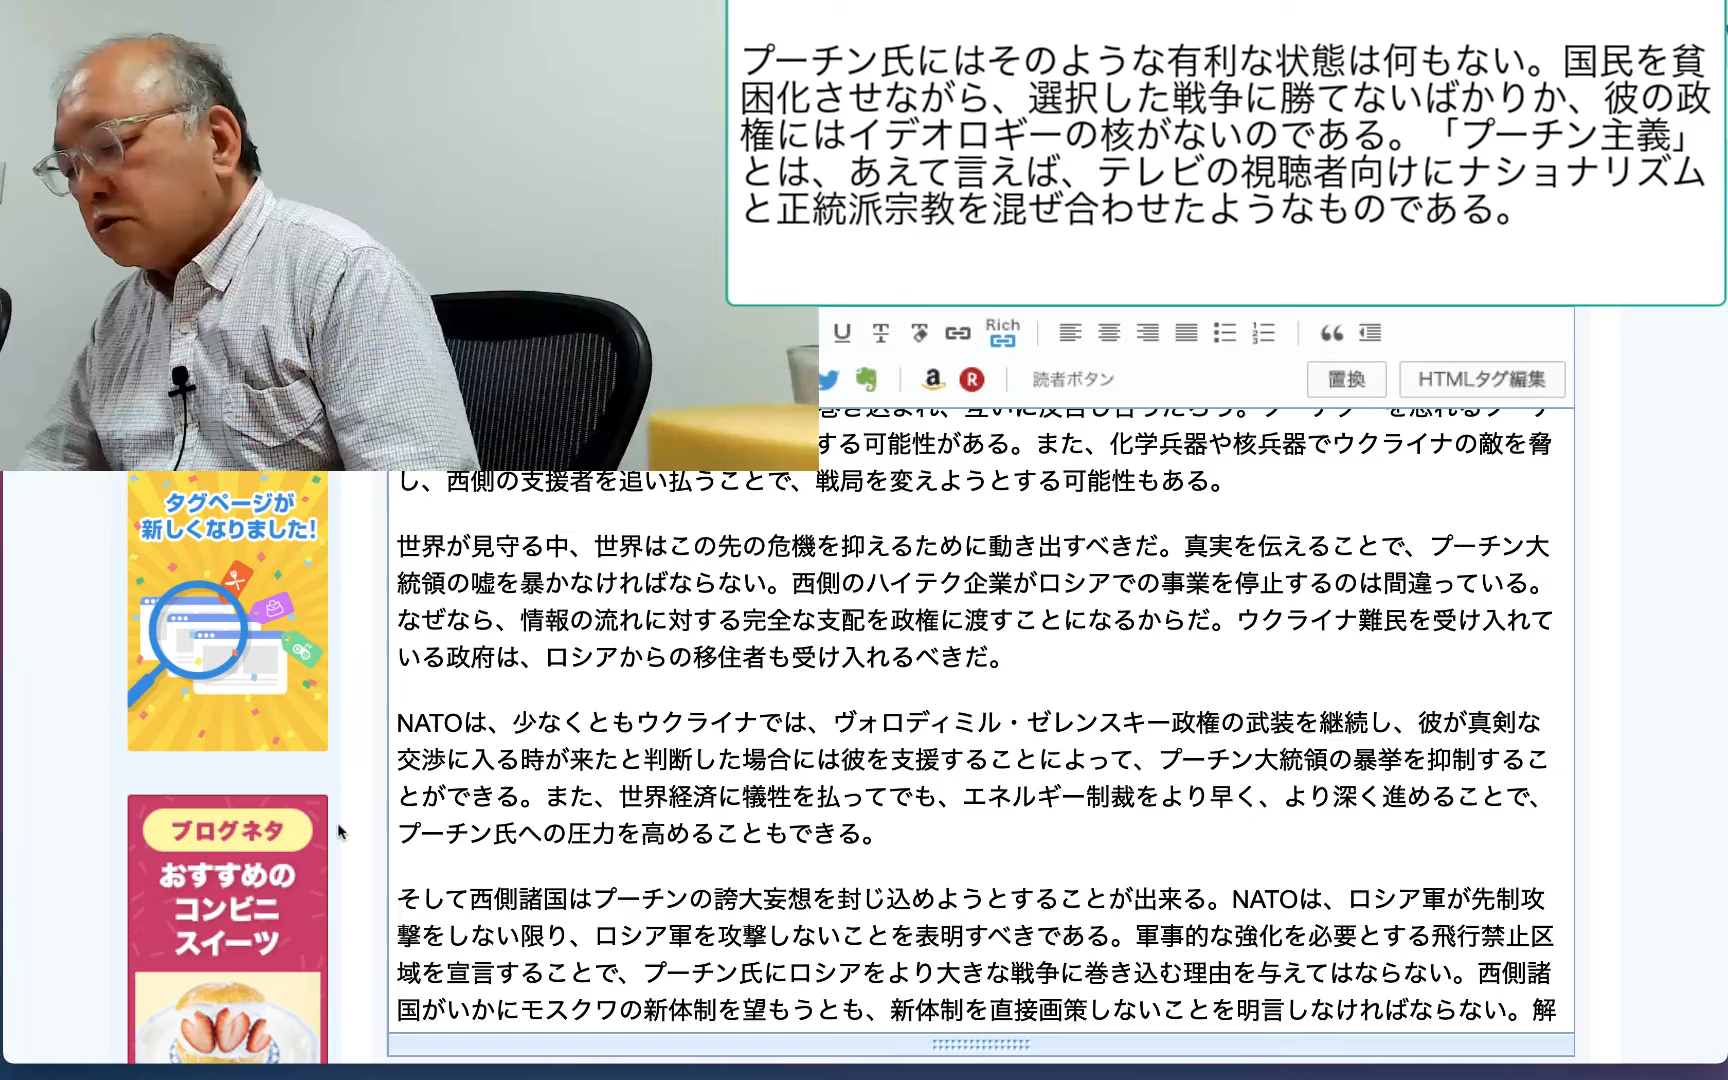 プーチン氏にはそのような有利な状態は何もない。国民を貧
困化させながら、選択した戦争に勝てないばかりか、彼の政
権にはイデオロギーの核がないのである。「プーチン主義」
とは、あえて言えば、テレビの視聴者向けにナショナリズム
と正統派宗教を混ぜ合わせたようなものである。
Rich
読者ボタン
置換
HTMLタグ編集
する可能性がある。また、化学兵器や核兵器でウクライナの敵を脅
し、西側の支援者を追い払うことで、戦局を変えようとする可能性もある。
世界が見守る中、世界はこの先の危機を抑えるために動き出すべきだ。真実を伝えることで、プーチン大
統領の嘘を暴かなければならない。西側のハイテク企業がロシアでの事業を停止するのは間違っている。
なぜなら、情報の流れに対する完全な支配を政権に渡すことになるからだ。ウクライナ難民を受け入れて
いる政府は、ロシアからの移住者も受け入れるべきだ。
NATOは、少なくともウクライナでは、ヴォロディミル・ゼレンスキー政権の武装を継続し、彼が真剣な
交渉に入る時が来たと判断した場合には彼を支援することによって、プーチン大統領の暴挙を抑制するこ
とができる。また、世界経済に犠牲を払ってでも、エネルギー制裁をより早く、より深く進めることで、
プーチン氏への圧力を高めることもできる。
そして西側諸国はプーチンの誇大妄想を封じ込めようとすることが出来る。NATOは、ロシア軍が先制攻
撃をしない限り、ロシア軍を攻撃しないことを表明すべきである。軍事的な強化を必要とする飛行禁止区
域を宣言することで、プーチン氏にロシアをより大きな戦争に巻き込む理由を与えてはならない。西側諸
国がいかにモスクワの新体制を望もうとも、新体制を直接画策しないことを明言しなければならない。解
タグページが
新しくなりました!
ブログネタ
おすすめの
コンビニ
スイーツ